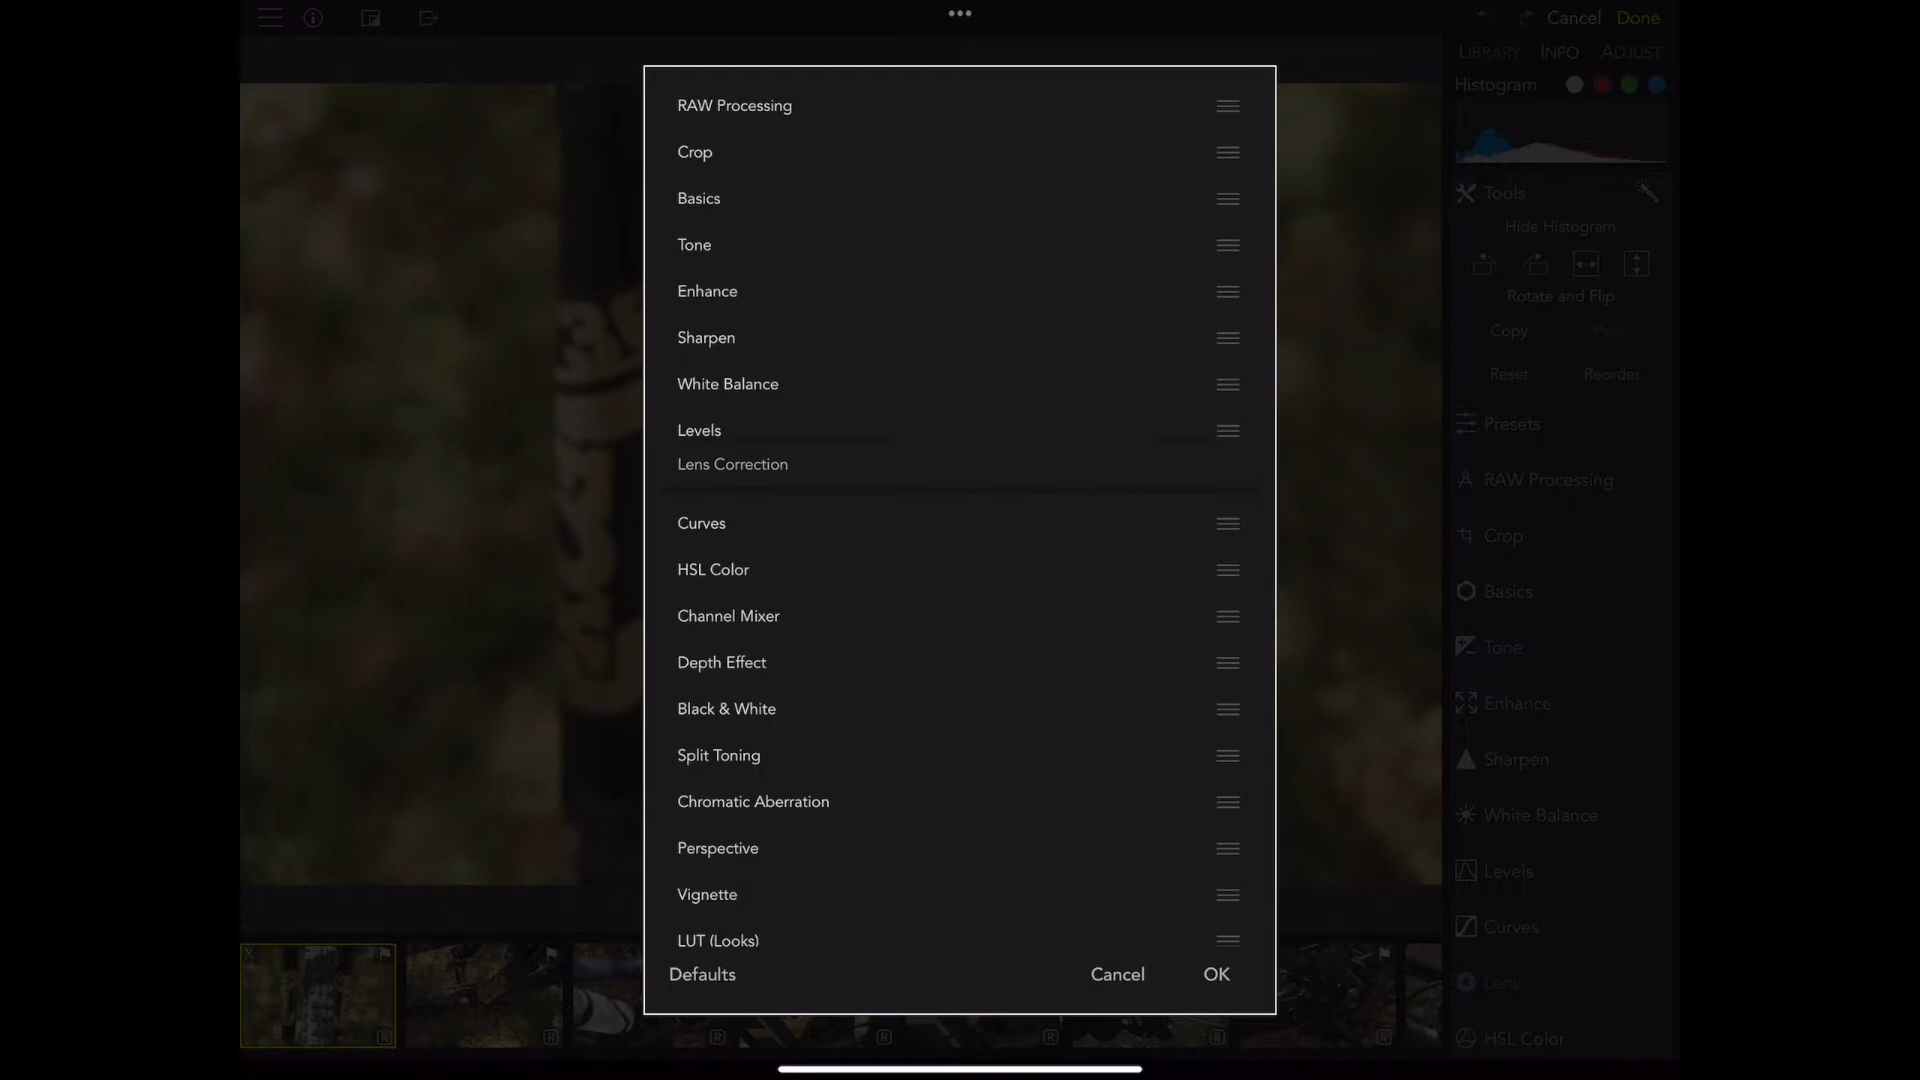 Cancel Done
LIBRARY INFO ADJUST
Histogram
RAW Processing
Crop
Basics
Tone
Enhance
Sharpen
White Balance
Levels
Lens Correction
Curves
HSL Color
Channel Mixer
Depth Effect
Black & White
Split Toning
Chromatic Aberration
Perspective
Vignette
LUT (Looks)
Defaults Cancel OK
Tools
Hide Histogram
Rotate and Flip
Copy
Reset Reorder
Presets
RAW Processing
Crop
Basics
Tone
Enhance
Sharpen
White Balance
Levels
Curves
Lens
HSL Color
X
R R R R R R R